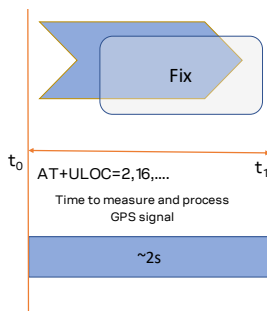 Fix
t0
t1
AT+ULOC=2,16,....
Time to measure and process
GPS signal
~2s